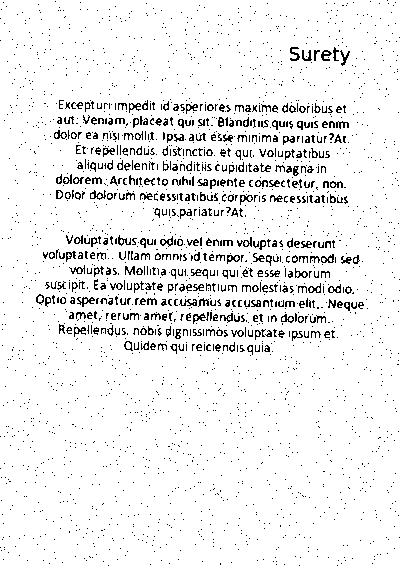 Surety
Excepturi impedit id asperiores maxime doloribus et
aut. Veniam, placeat qui sit. Blanditiis quis quis enim
dolor ea nisi mollit. Ipsa aut esse minima pariatur?At.
Et repellendus, distinctio, et qui. Voluptatibus
aliquid deleniti blanditiis cupiditate magna in
dolorem. Architecto nihil sapiente consectetur, non.
Dolor dolorum necessitatibus corporis necessitatibus
quis pariatur?At.
Voluptatibus qui odio vel enim voluptas deserunt
voluptatem. Ullam omnis id tempor. Sequi commodi sed
voluptas. Mollitia qui sequi qui et esse laborum
suscipit. Ea voluptate praesentium molestias modi odio.
Optio aspernatur rem accusamus accusantium elit. Neque
amet, rerum amet, repellendus, et in dolorum.
Repellendus, nobis dignissimos voluptate ipsum et.
Quidem qui reiciendis quia.